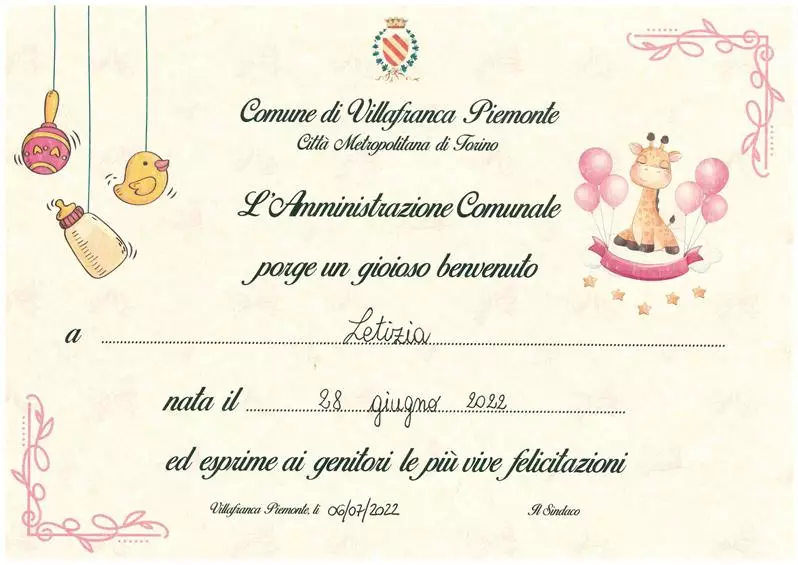 Comune di Villafranca Piemonte
Città Metropolitana di Torino
L'Amministrazione Comunale
porge un gioioso benvenuto
a Letizia
nata il 28 giugno 2022
ed esprime ai genitori le più vive felicitazioni
Villafranca Piemonte, li 06/07/2022 Il Sindaco